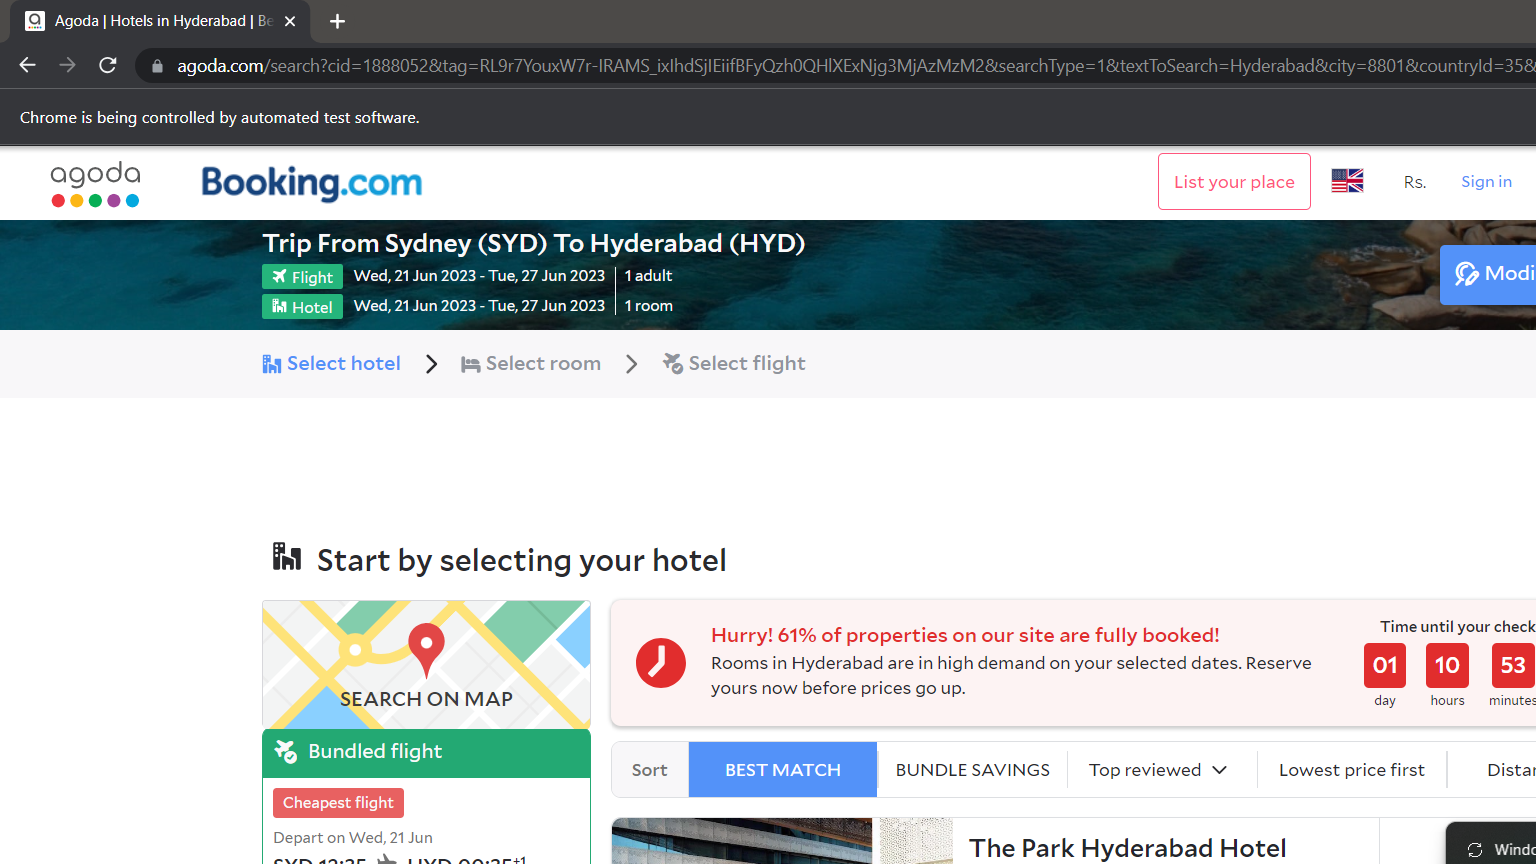 Agoda | Hotels in Hyderabad | Be
agoda.com/search?cid=1888052&tag=RL9r7YouxW7r-IRAMS_ixIhdSjIEiifBFyQzh0QHlXExNjg3MjAzMzM2&searchType=1&textToSearch=Hyderabad&city=8801&countryId=35&
Chrome is being controlled by automated test software.
agoda
Booking.com
List your place
Rs.
Sign in
Trip From Sydney (SYD) To Hyderabad (HYD)
Flight Wed, 21 Jun 2023 - Tue, 27 Jun 2023 1 adult
Hotel Wed, 21 Jun 2023 - Tue, 27 Jun 2023 1 room
Modi
Select hotel
Select room
Select flight
Start by selecting your hotel
SEARCH ON MAP
Hurry! 61% of properties on our site are fully booked!
Rooms in Hyderabad are in high demand on your selected dates. Reserve
yours now before prices go up.
Time until your check
01 10 53
day hours minutes
Bundled flight
Cheapest flight
Depart on Wed, 21 Jun
SYD 12:35 HYD 00:35+1
Sort
BEST MATCH
BUNDLE SAVINGS
Top reviewed
Lowest price first
Distan
The Park Hyderabad Hotel
Windo